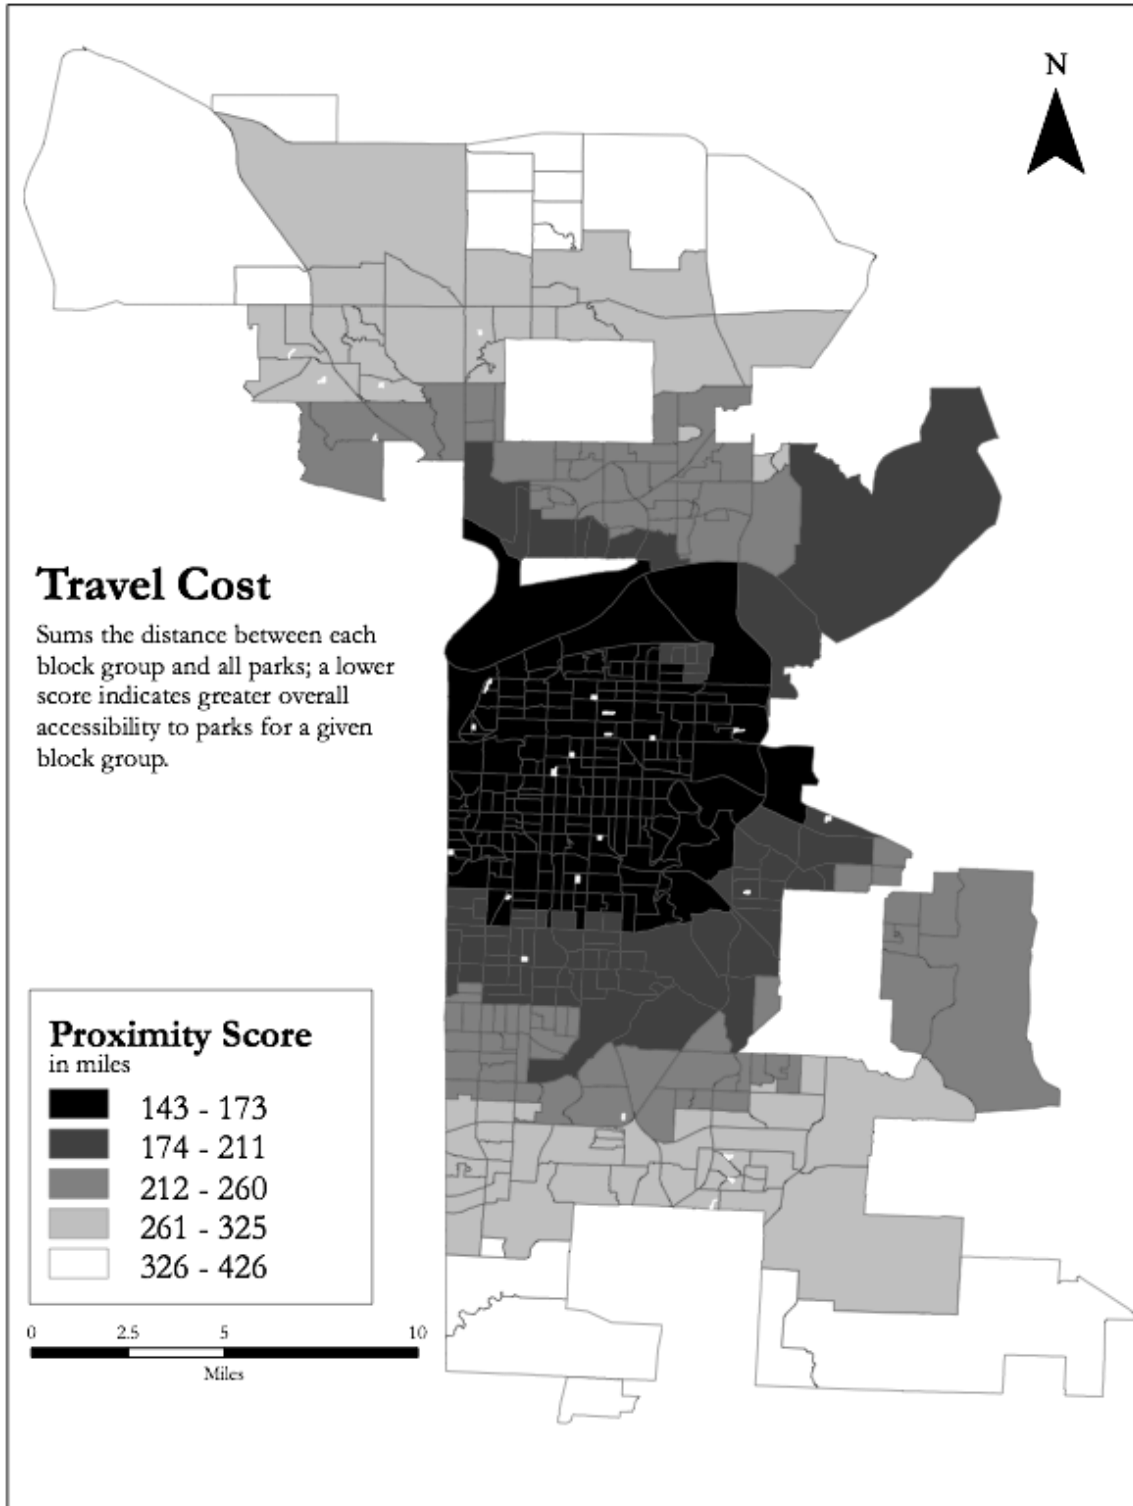 N
Travel Cost
Sums the distance between each
block group and all parks; a lower
score indicates greater overall
accessibility to parks for a given
block group.
Proximity Score
in miles
143 - 173
174 - 211
212 - 260
261 - 325
326 - 426
0 2.5 5 10
Miles